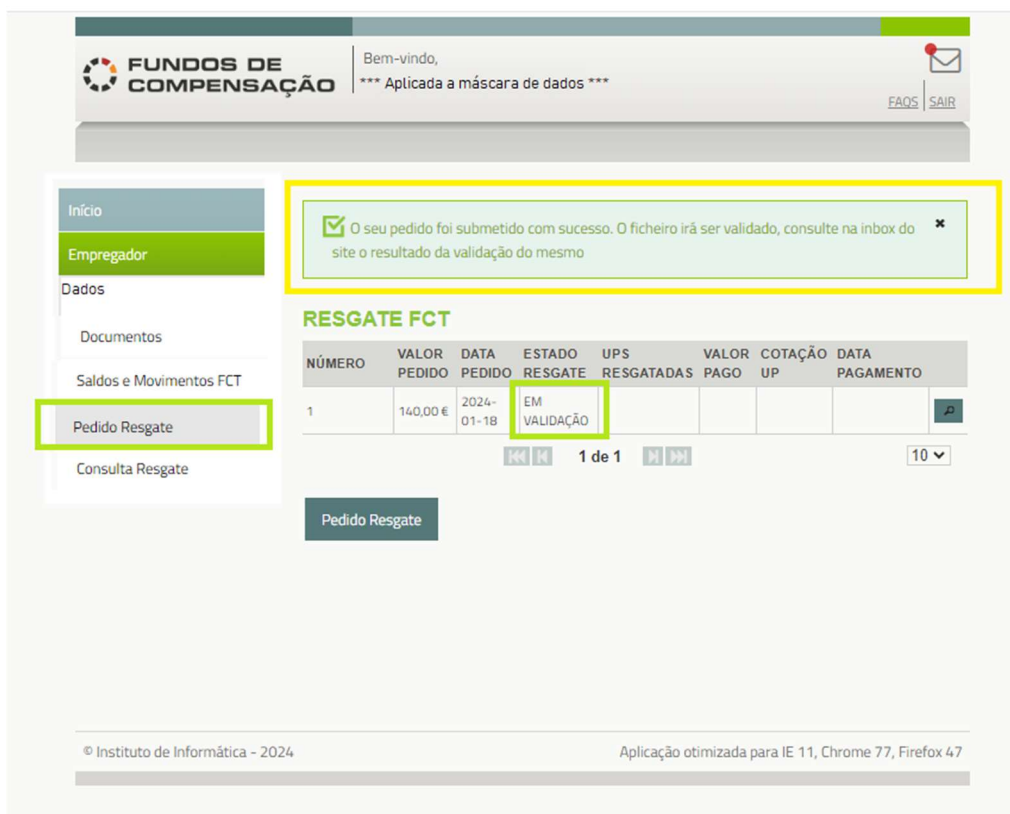 FUNDOS DE
COMPENSAÇÃO
Bem-vindo,
*** Aplicada a máscara de dados ***
FAQS SAIR
Início
Empregador
Dados
Documentos
Saldos e Movimentos FCT
Pedido Resgate
Consulta Resgate
O seu pedido foi submetido com sucesso. O ficheiro irá ser validado, consulte na inbox do
site o resultado da validação do mesmo
RESGATE FCT
NÚMERO VALOR PEDIDO DATA PEDIDO ESTADO RESGATE UPS RESGATADAS VALOR PAGO COTAÇÃO UP DATA PAGAMENTO
1 140,00 € 2024-01-18 EM VALIDAÇÃO
1 de 1
10
Pedido Resgate
© Instituto de Informática - 2024
Aplicação otimizada para IE 11, Chrome 77, Firefox 47